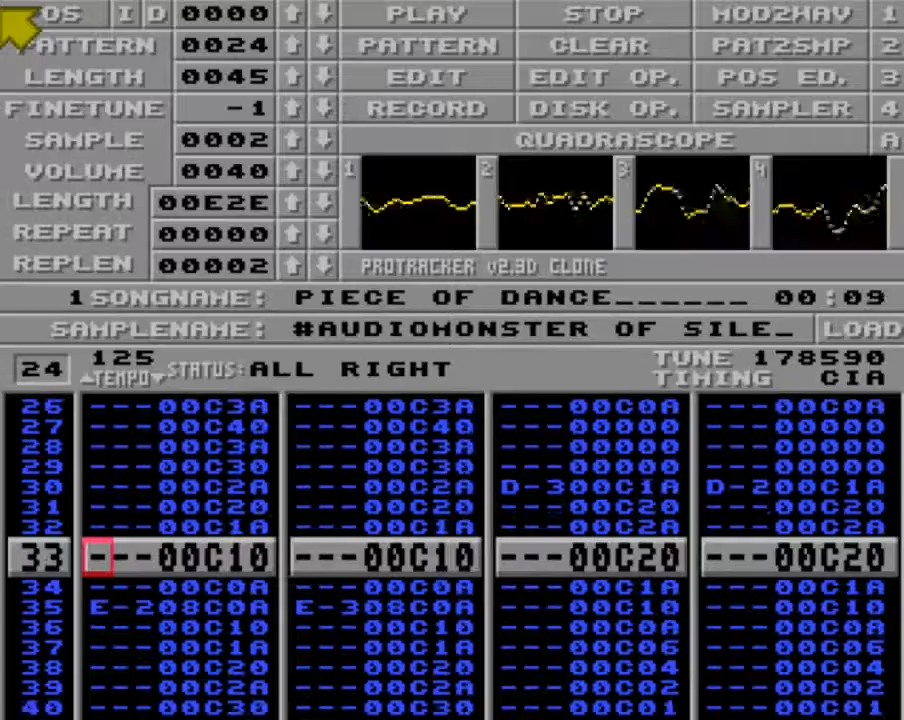 OS I D 0000 PLAY STOP MOD2WAV 1
PATTERN 0024 PATTERN CLEAR PAT2SMP 2
LENGTH 0045 EDIT EDIT OP. POS ED. 3
FINETUNE -1 RECORD DISK OP. SAMPLER 4
SAMPLE 0002 QUADRASCOPE A
VOLUME 0040 1 2 3 4
LENGTH 00E2E
REPEAT 00000
REPLEN 00002 PROTRACKER V2.3D CLONE
1 SONGNAME: PIECE OF DANCE______ 00:09
SAMPLENAME: #AUDIOMONSTER OF SILE_ LOAD
24 125 TEMPO STATUS: ALL RIGHT TUNE 178590
TIMING CIA
26 ---00C3A ---00C3A ---00C0A ---00C0A
27 ---00C40 ---00C40 ---00000 ---00000
28 ---00C3A ---00C3A ---00000 ---00000
29 ---00C30 ---00C30 ---00000 ---00000
30 ---00C2A ---00C2A D-300C1A D-200C1A
31 ---00C20 ---00C20 ---00C20 ---00C20
32 ---00C1A ---00C1A ---00C2A ---00C2A
33 ---00C10 ---00C10 ---00C20 ---00C20
34 ---00C0A ---00C0A ---00C1A ---00C1A
35 E-208C0A E-308C0A ---00C10 ---00C10
36 ---00C10 ---00C10 ---00C0A ---00C0A
37 ---00C1A ---00C1A ---00C06 ---00C06
38 ---00C20 ---00C20 ---00C04 ---00C04
39 ---00C2A ---00C2A ---00C02 ---00C02
40 ---00C30 ---00C30 ---00C01 ---00C01